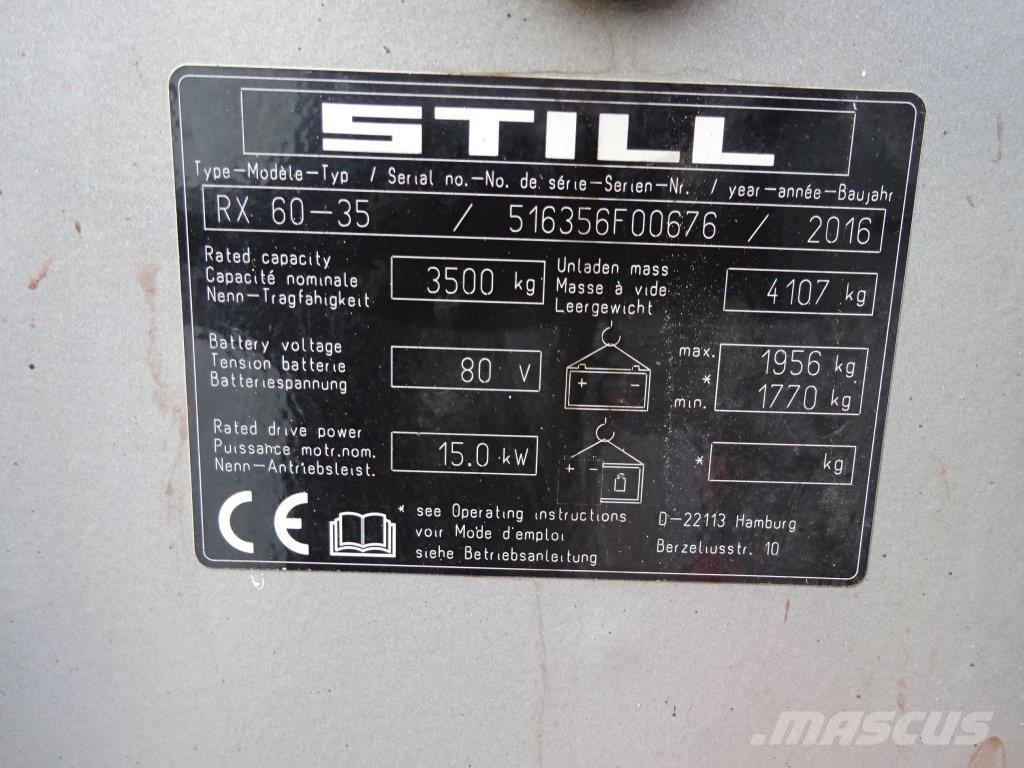 STILL
Type-Modèle-Typ / Serial no.-No. de série-Serien-Nr. / year-année-Baujahr
RX 60-35 / 516356F00676 / 2016
Rated capacity
Capacité nominale
Nenn-Tragfähigkeit
3500 kg
Unladen mass
Masse à vide
Leergewicht
4107 kg
Battery voltage
Tension batterie
Batteriespannung
80 V
+ -
max. 1956 kg
*
min. 1770 kg
Rated drive power
Puissance motr.nom.
Nenn-Antriebsleist.
15.0 kW
+ -
* kg
CE
* see Operating instructions
voir Mode d'emploi
siehe Betriebsanleitung
D-22113 Hamburg
Berzeliusstr. 10
MASCUS